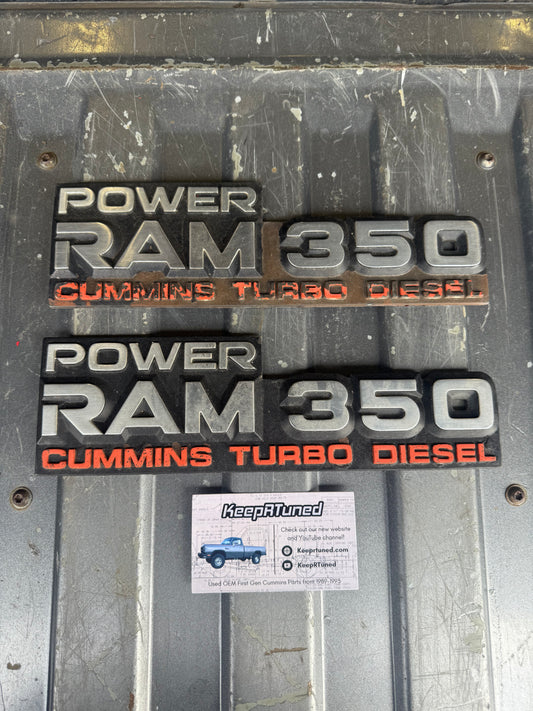 POWER
RAM 350
CUMMINS TURBO DIESEL
POWER
RAM 350
CUMMINS TURBO DIESEL
KeepRTuned
Check out our new website
and YouTube channel!
Keeprtuned.com
KeepRTuned
Used OEM First Gen Cummins Parts from 1989-1993